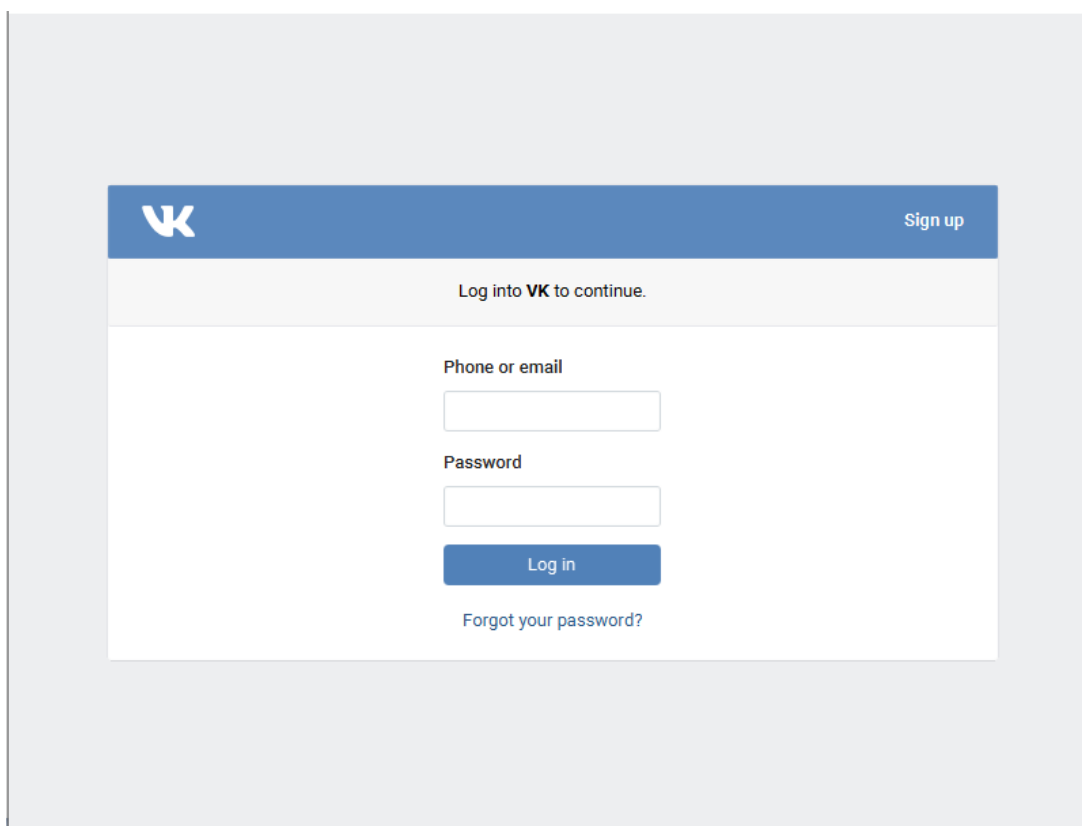 VK
Sign up
Log into VK to continue.
Phone or email
Password
Log in
Forgot your password?